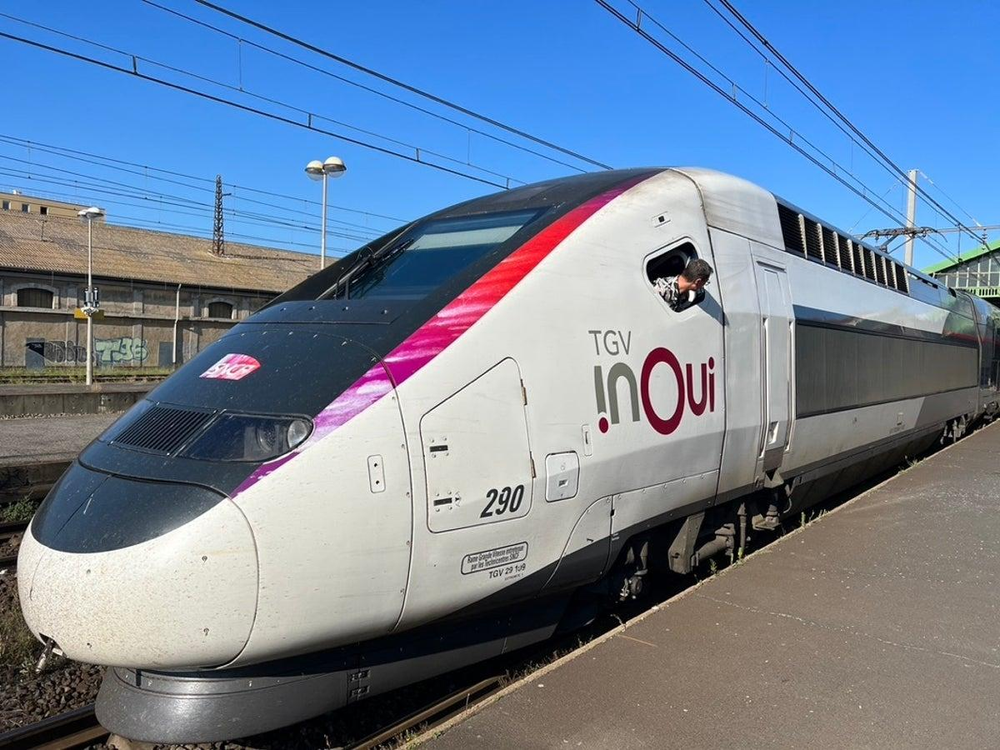 SNCF
TGV
inOui
290
Rame Grande Vitesse entretenue
par les Technicentres SNCF
TGV 29 109